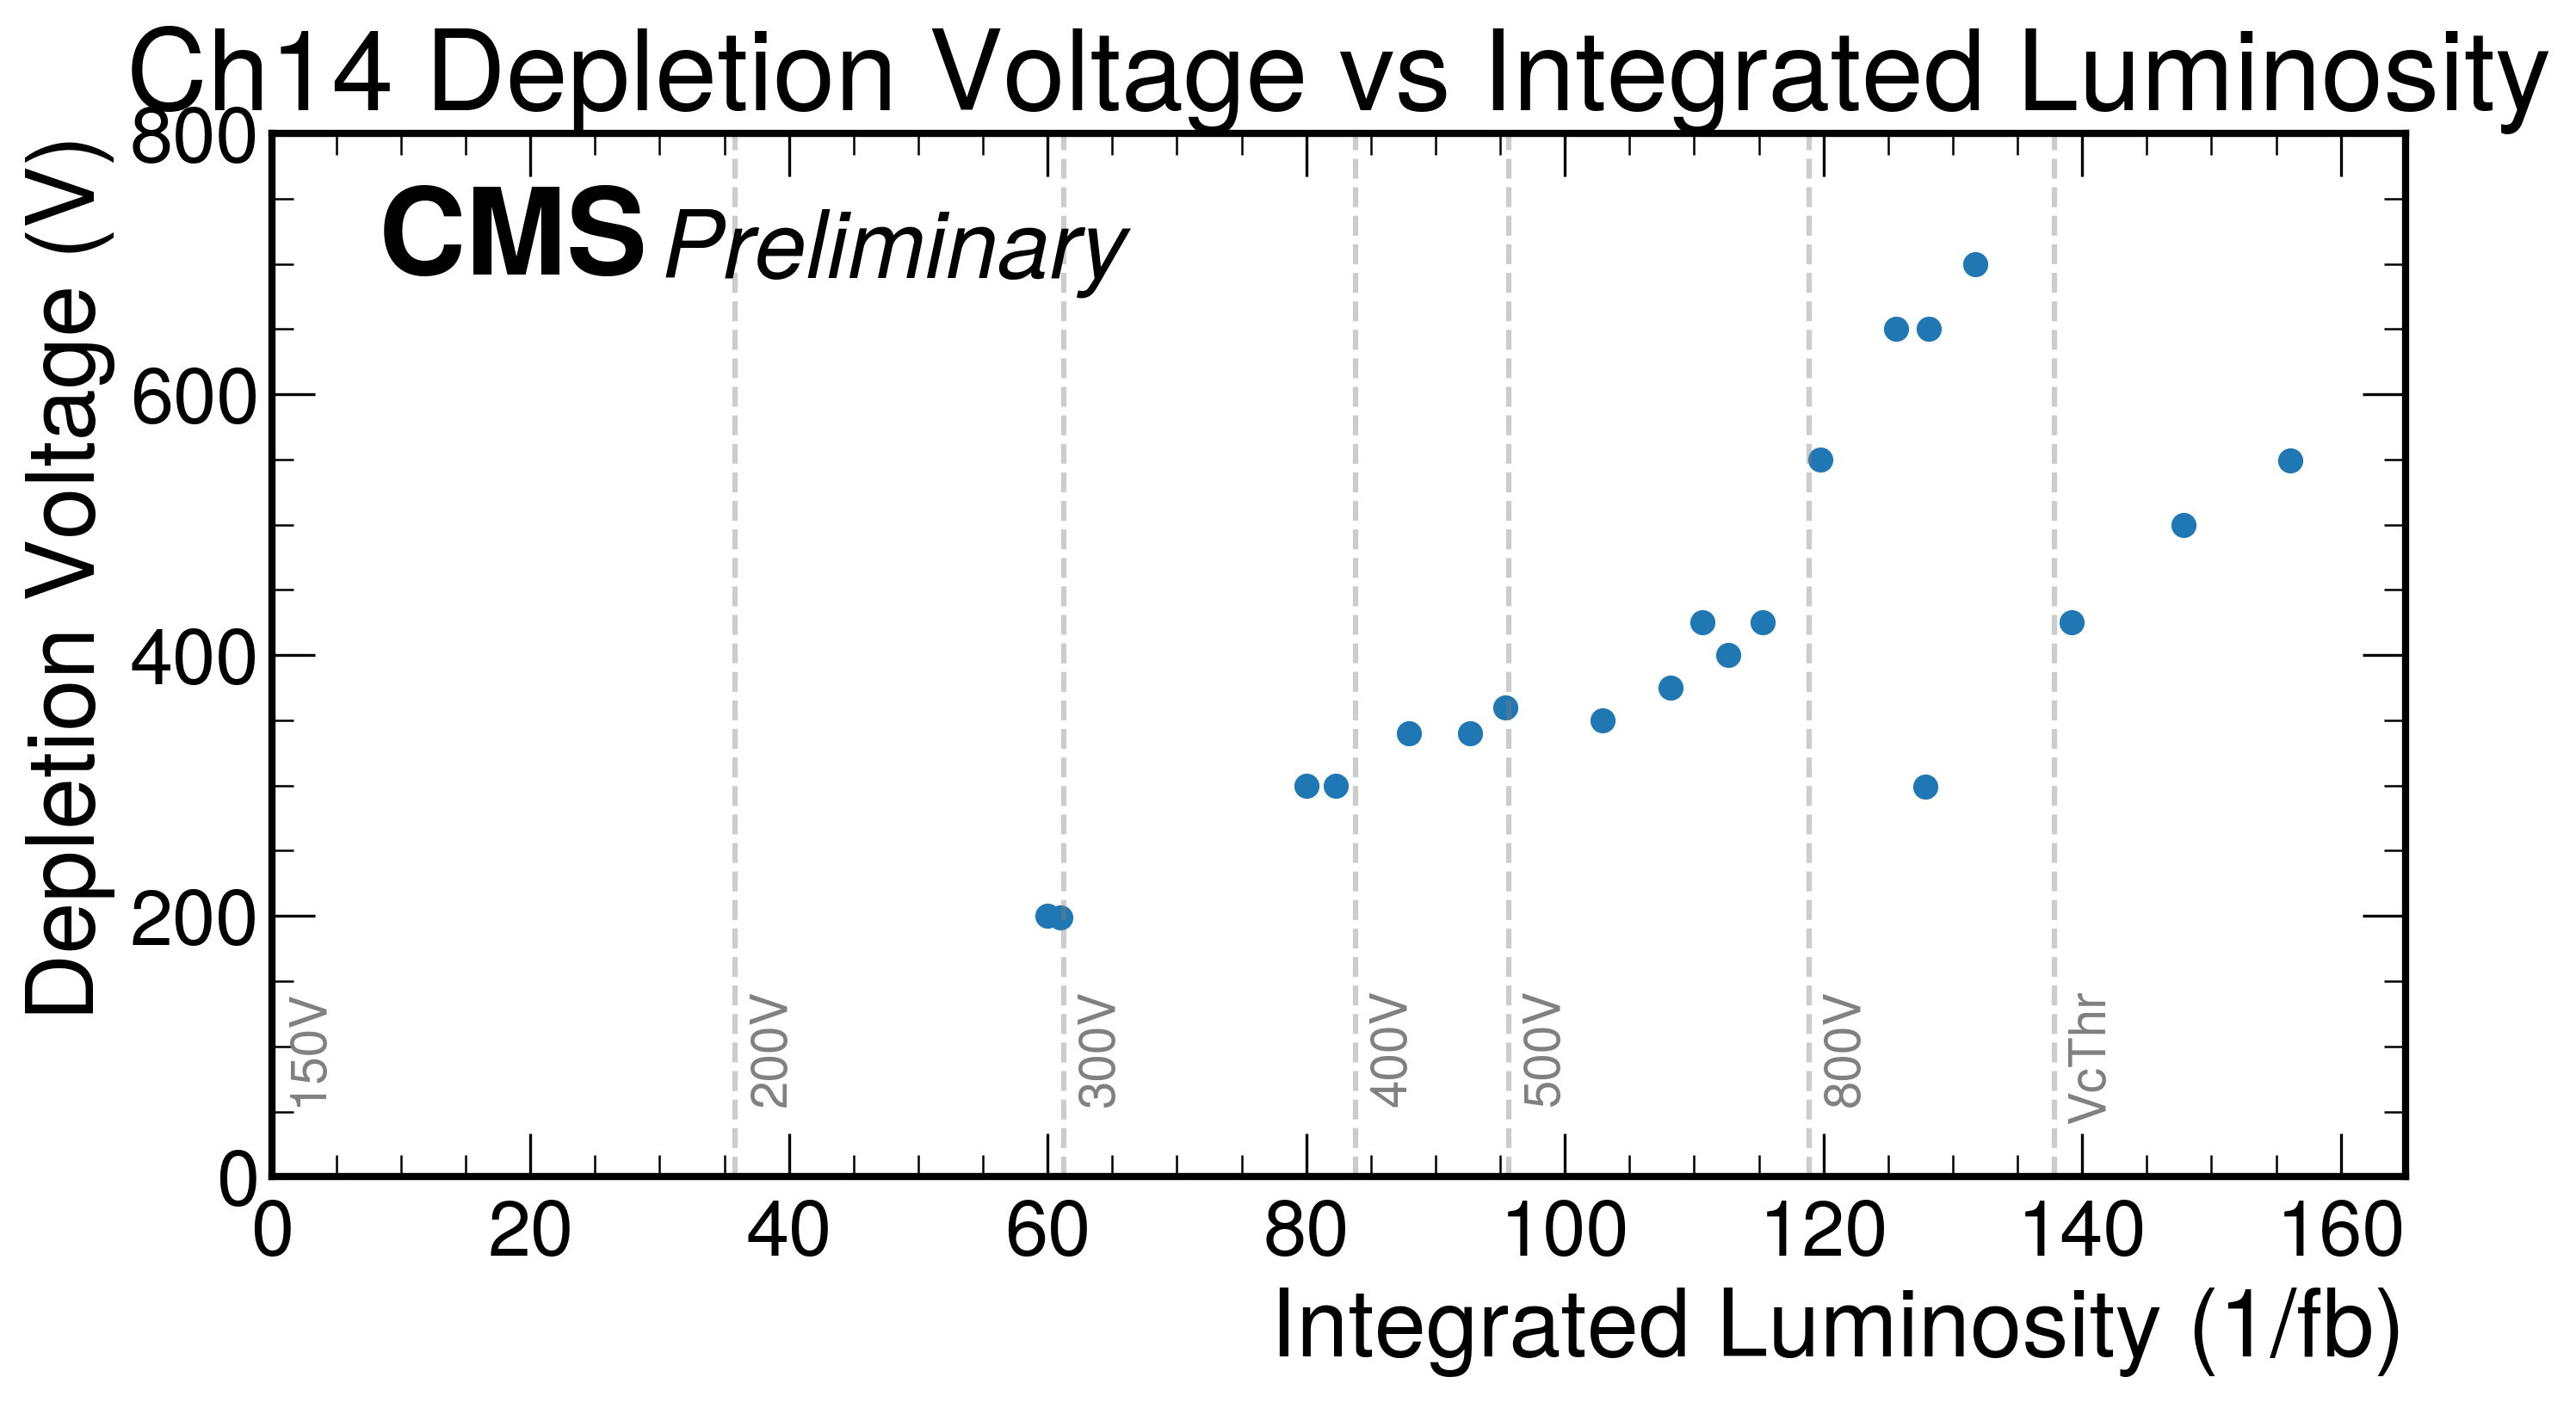 Ch14 Depletion Voltage vs Integrated Luminosity
CMS Preliminary
Depletion Voltage (V)
800
600
400
200
0
150V
200V
300V
400V
500V
800V
VcThr
0 20 40 60 80 100 120 140 160
Integrated Luminosity (1/fb)